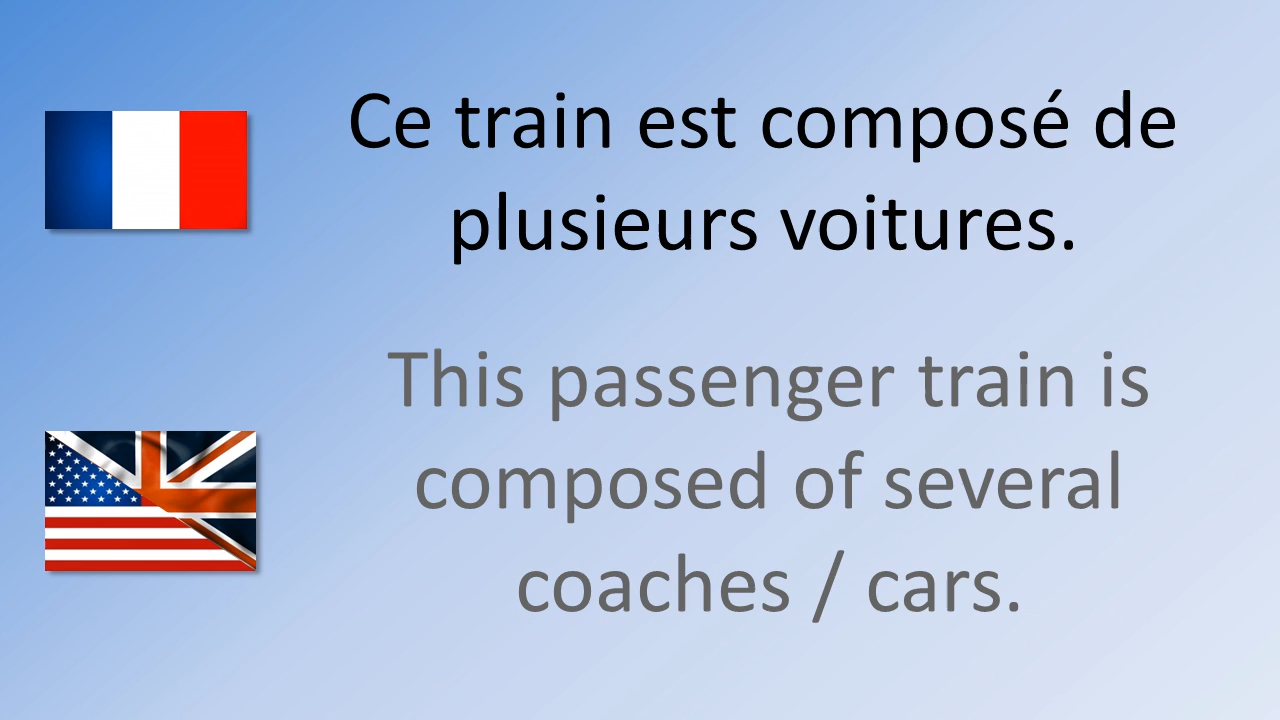 Ce train est composé de
plusieurs voitures.
This passenger train is
composed of several
coaches / cars.